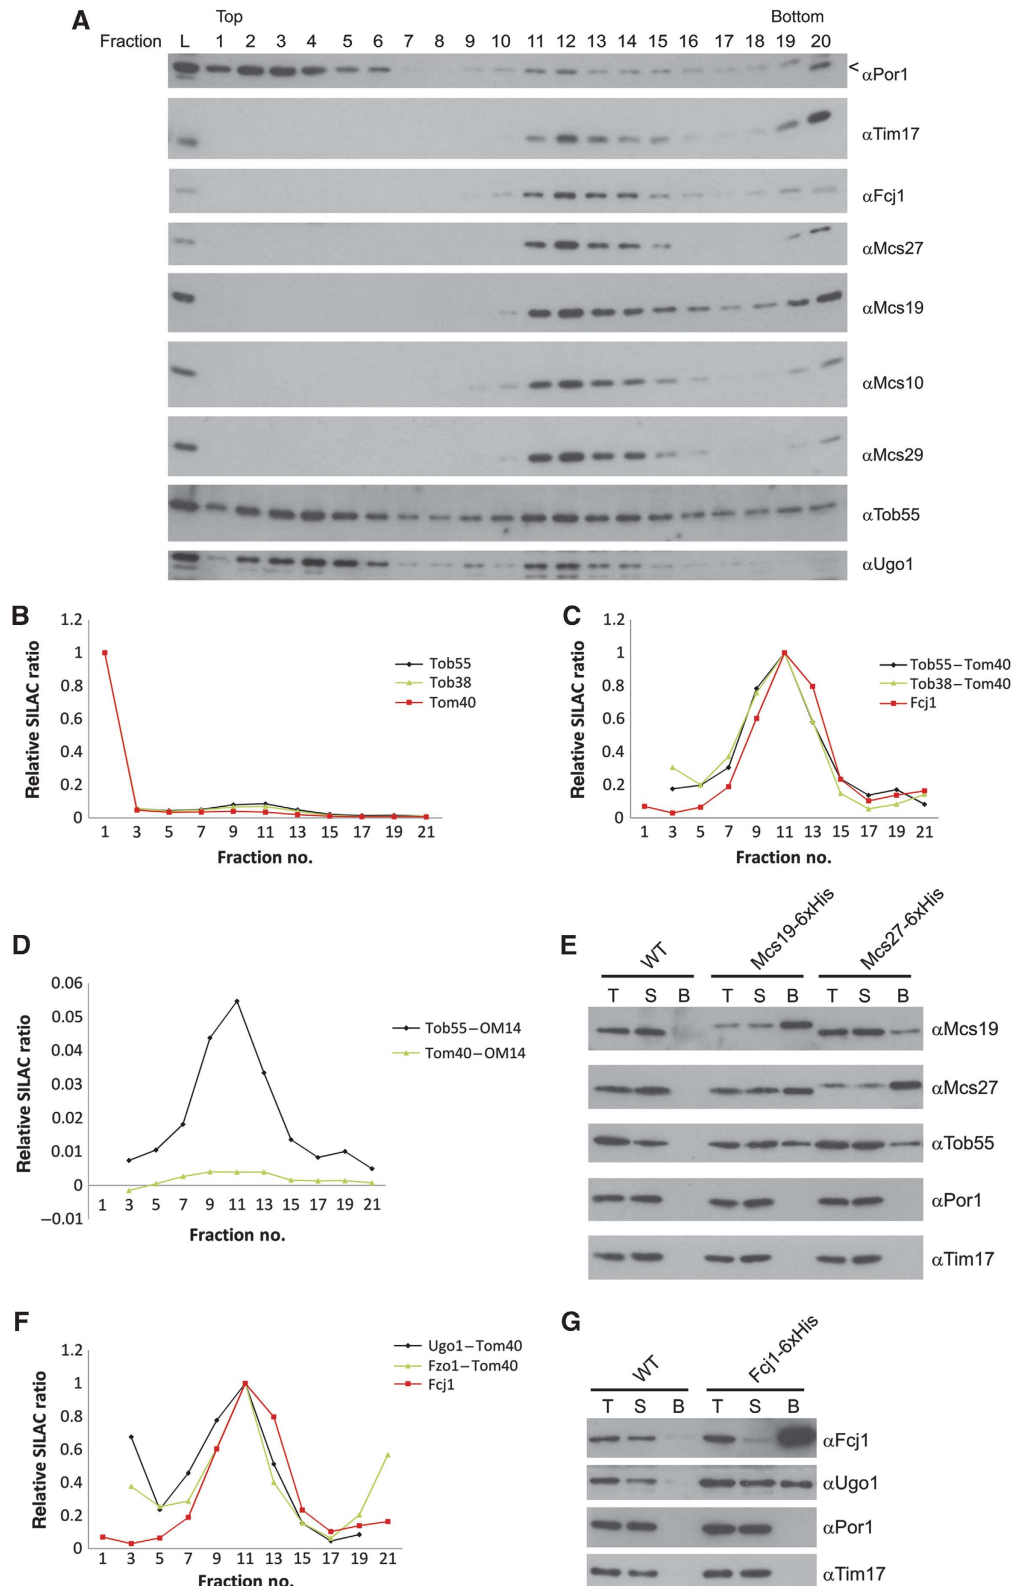 A
Top Bottom
Fraction L 1 2 3 4 5 6 7 8 9 10 11 12 13 14 15 16 17 18 19 20
< αPor1
αTim17
αFcj1
αMcs27
αMcs19
αMcs10
αMcs29
αTob55
αUgo1
B
1.2
1
0.8
0.6
0.4
0.2
0
Relative SILAC ratio
Tob55
Tob38
Tom40
1 3 5 7 9 11 13 15 17 19 21
Fraction no.
C
1.2
1
0.8
0.6
0.4
0.2
0
Relative SILAC ratio
Tob55–Tom40
Tob38–Tom40
Fcj1
1 3 5 7 9 11 13 15 17 19 21
Fraction no.
D
0.06
0.05
0.04
0.03
0.02
0.01
0
–0.01
Relative SILAC ratio
Tob55–OM14
Tom40–OM14
1 3 5 7 9 11 13 15 17 19 21
Fraction no.
E
WT Mcs19-6xHis Mcs27-6xHis
T S B T S B T S B
αMcs19
αMcs27
αTob55
αPor1
αTim17
F
1.2
1
0.8
0.6
0.4
0.2
0
Relative SILAC ratio
Ugo1–Tom40
Fzo1–Tom40
Fcj1
1 3 5 7 9 11 13 15 17 19 21
Fraction no.
G
WT Fcj1-6xHis
T S B T S B
αFcj1
αUgo1
αPor1
αTim17